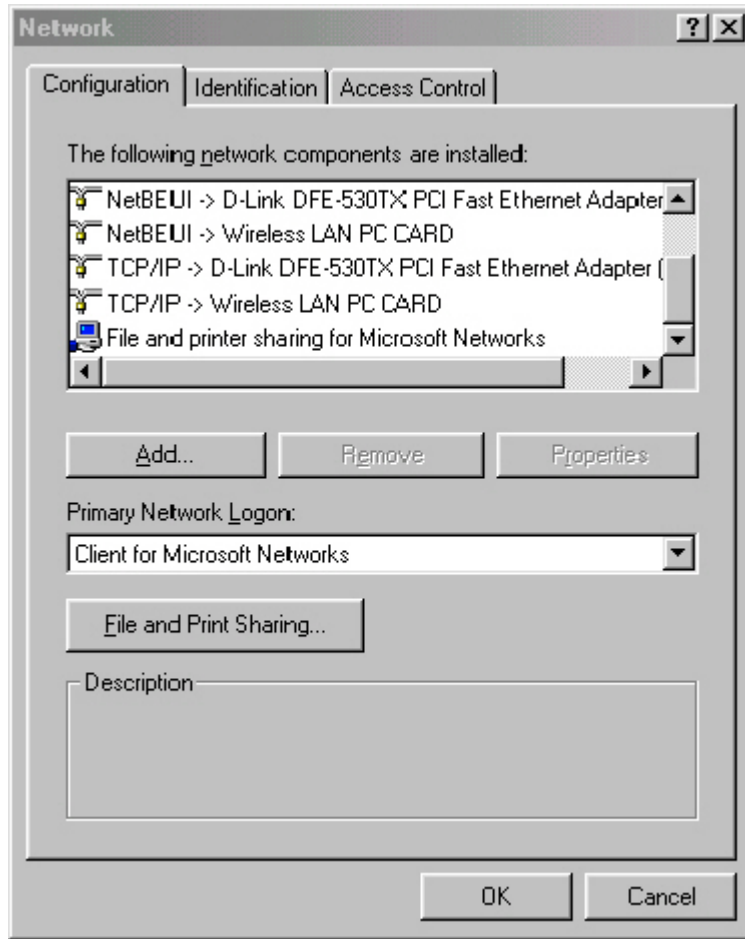 Network
Configuration Identification Access Control
The following network components are installed:
NetBEUI -> D-Link DFE-530TX PCI Fast Ethernet Adapter
NetBEUI -> Wireless LAN PC CARD
TCP/IP -> D-Link DFE-530TX PCI Fast Ethernet Adapter (
TCP/IP -> Wireless LAN PC CARD
File and printer sharing for Microsoft Networks
Add... Remove Properties
Primary Network Logon:
Client for Microsoft Networks
File and Print Sharing...
Description
OK Cancel